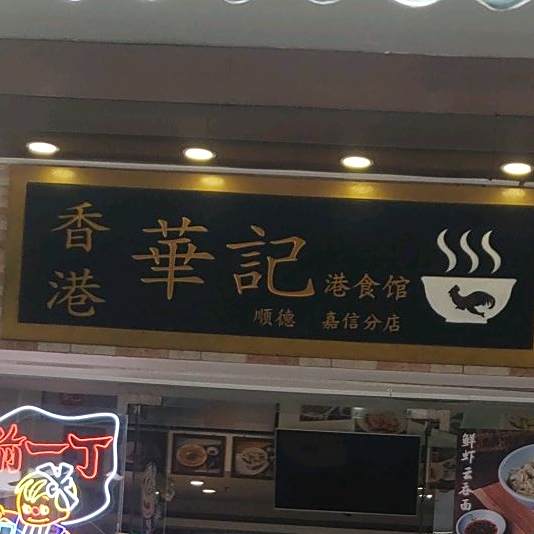 香港
華記
港食馆
顺德 嘉信分店
前一丁
鲜虾云吞面